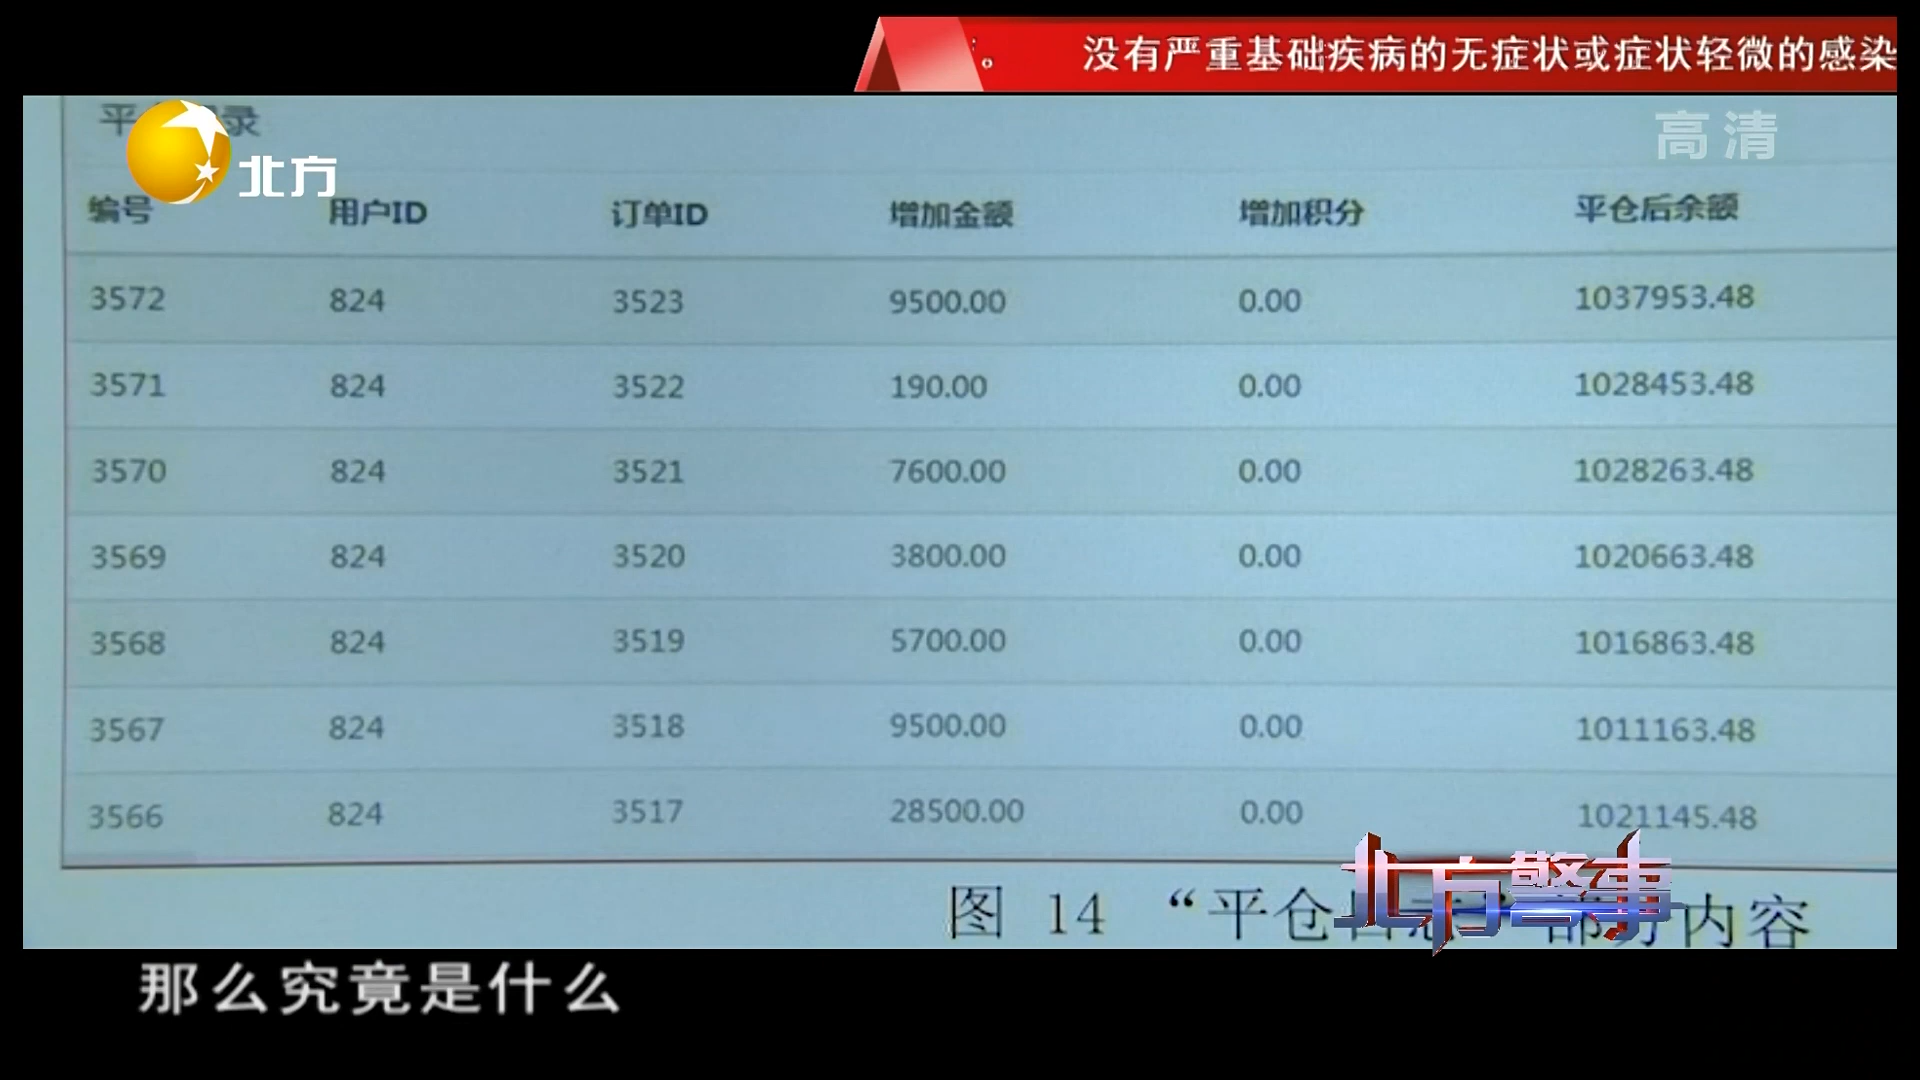 。 没有严重基础疾病的无症状或症状轻微的感染
高清
平 录
北方
编号 用户ID 订单ID 增加金额 增加积分 平仓后余额
3572 824 3523 9500.00 0.00 1037953.48
3571 824 3522 190.00 0.00 1028453.48
3570 824 3521 7600.00 0.00 1028263.48
3569 824 3520 3800.00 0.00 1020663.48
3568 824 3519 5700.00 0.00 1016863.48
3567 824 3518 9500.00 0.00 1011163.48
3566 824 3517 28500.00 0.00 1021145.48
图 14 “平仓 部分内容
北方警事
那么究竟是什么